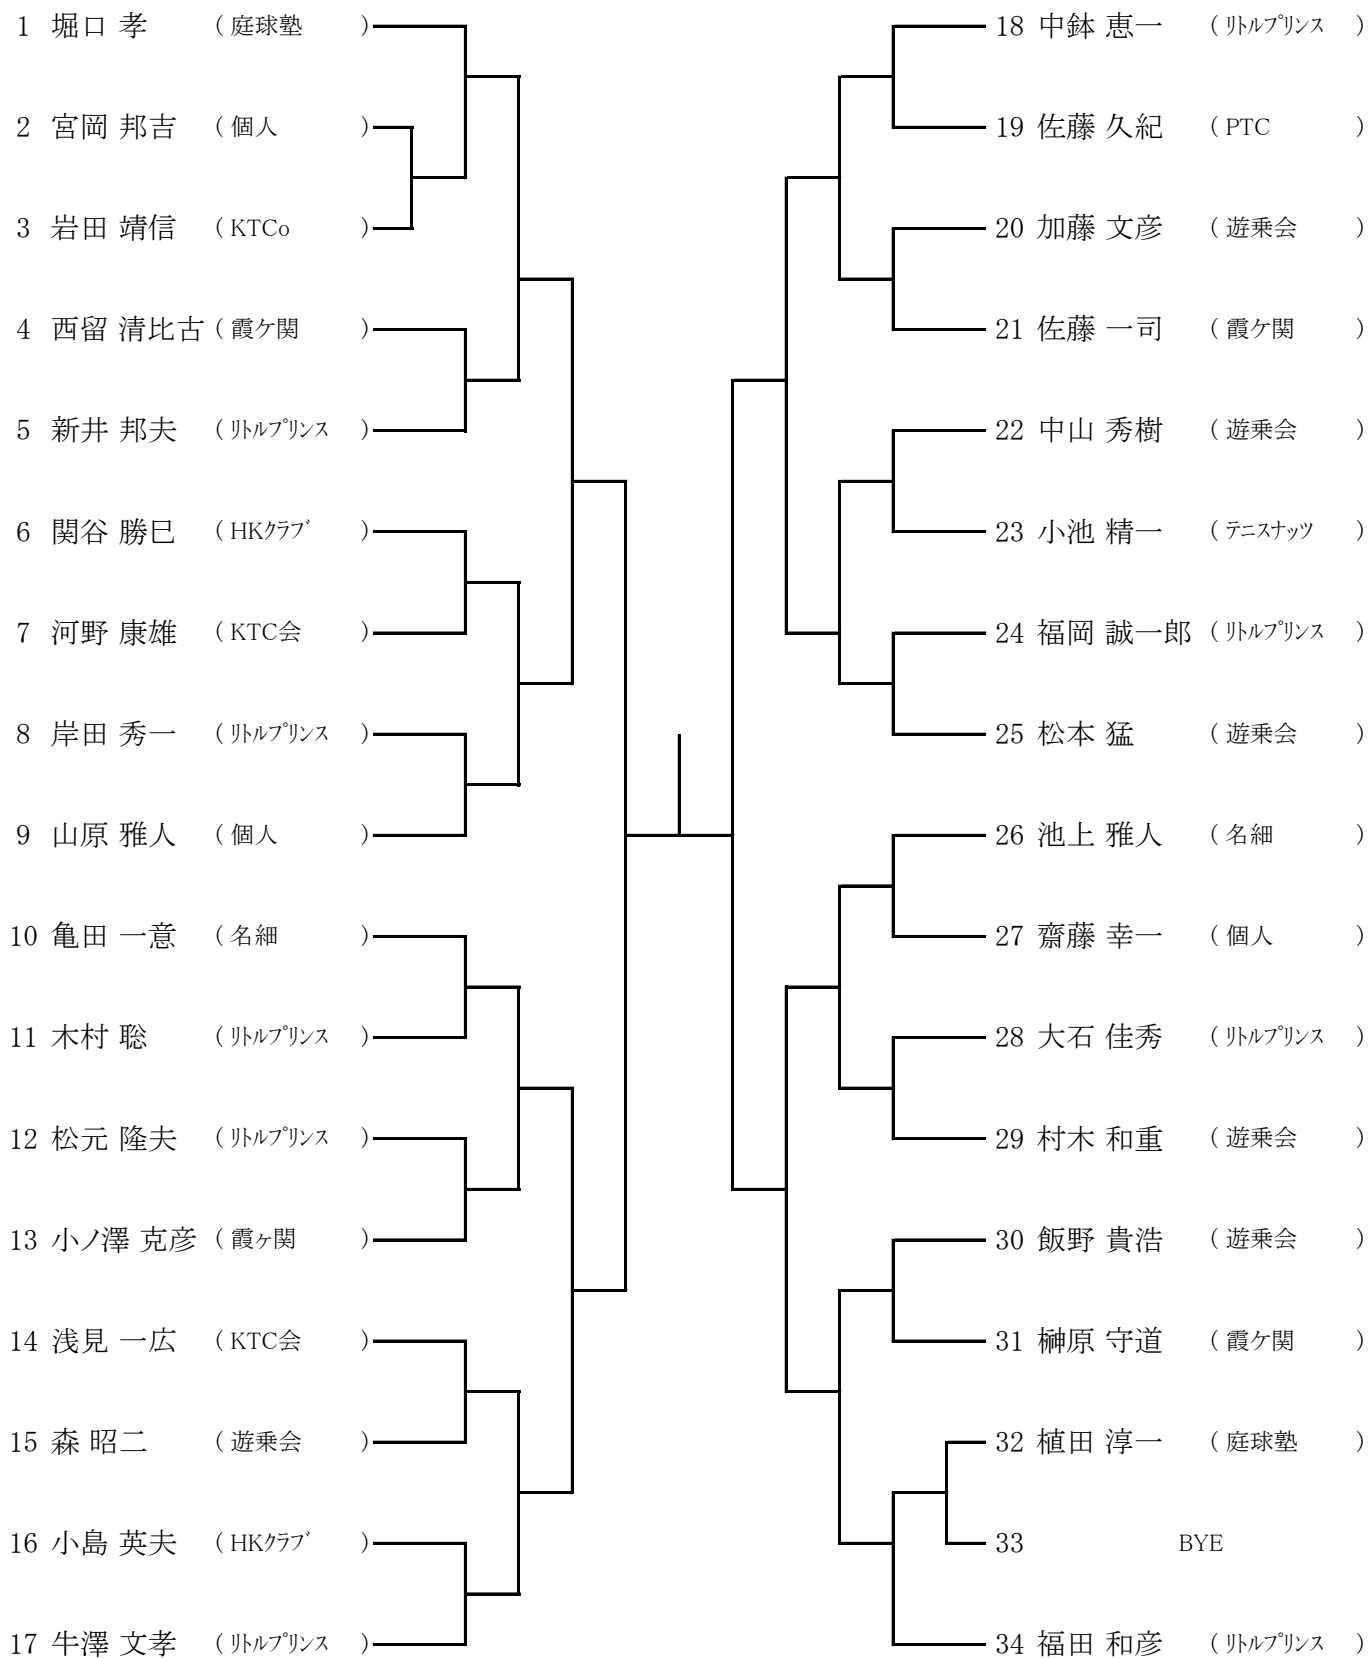 1 堀口 孝 ( 庭球塾 )
2 宮岡 邦吉 ( 個人 )
3 岩田 靖信 ( KTCo )
4 西留 清比古 ( 霞ケ関 )
5 新井 邦夫 ( ﾘﾄﾙﾌﾟﾘﾝｽ )
6 関谷 勝巳 ( HKｸﾗﾌﾞ )
7 河野 康雄 ( KTC会 )
8 岸田 秀一 ( ﾘﾄﾙﾌﾟﾘﾝｽ )
9 山原 雅人 ( 個人 )
10 亀田 一意 ( 名細 )
11 木村 聡 ( ﾘﾄﾙﾌﾟﾘﾝｽ )
12 松元 隆夫 ( ﾘﾄﾙﾌﾟﾘﾝｽ )
13 小ノ澤 克彦 ( 霞ヶ関 )
14 浅見 一広 ( KTC会 )
15 森 昭二 ( 遊乗会 )
16 小島 英夫 ( HKｸﾗﾌﾞ )
17 牛澤 文孝 ( ﾘﾄﾙﾌﾟﾘﾝｽ )
18 中鉢 恵一 ( ﾘﾄﾙﾌﾟﾘﾝｽ )
19 佐藤 久紀 ( PTC )
20 加藤 文彦 ( 遊乗会 )
21 佐藤 一司 ( 霞ケ関 )
22 中山 秀樹 ( 遊乗会 )
23 小池 精一 ( ﾃﾆｽﾅｯﾂ )
24 福岡 誠一郎 ( ﾘﾄﾙﾌﾟﾘﾝｽ )
25 松本 猛 ( 遊乗会 )
26 池上 雅人 ( 名細 )
27 齋藤 幸一 ( 個人 )
28 大石 佳秀 ( ﾘﾄﾙﾌﾟﾘﾝｽ )
29 村木 和重 ( 遊乗会 )
30 飯野 貴浩 ( 遊乗会 )
31 榊原 守道 ( 霞ケ関 )
32 植田 淳一 ( 庭球塾 )
33 BYE
34 福田 和彦 ( ﾘﾄﾙﾌﾟﾘﾝｽ )